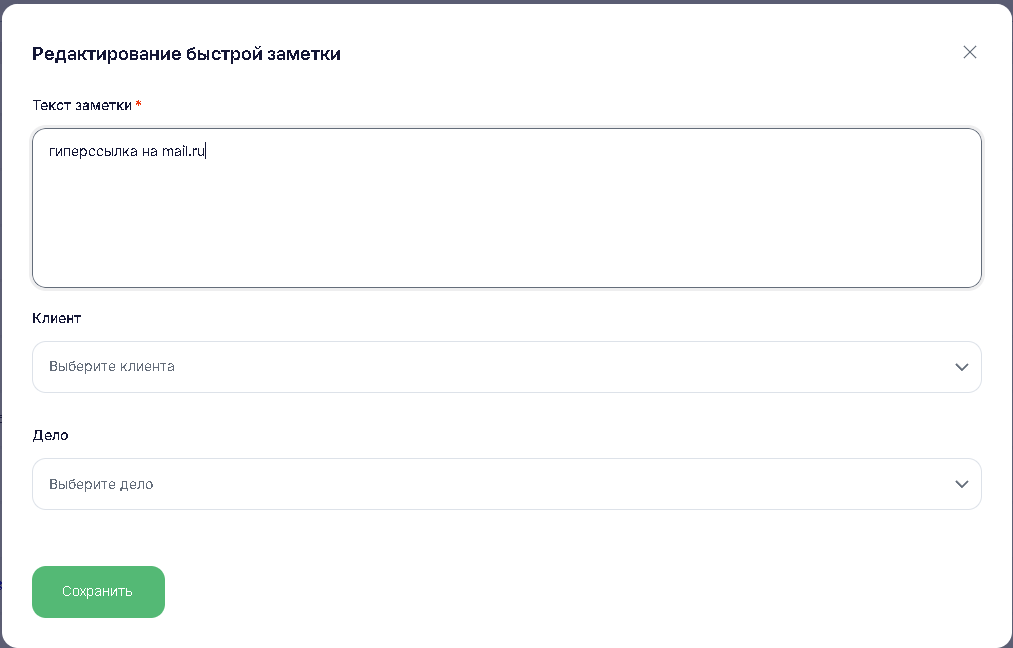 Редактирование быстрой заметки
Текст заметки *
гиперссылка на mail.ru
Клиент
Выберите клиента
Дело
Выберите дело
Сохранить